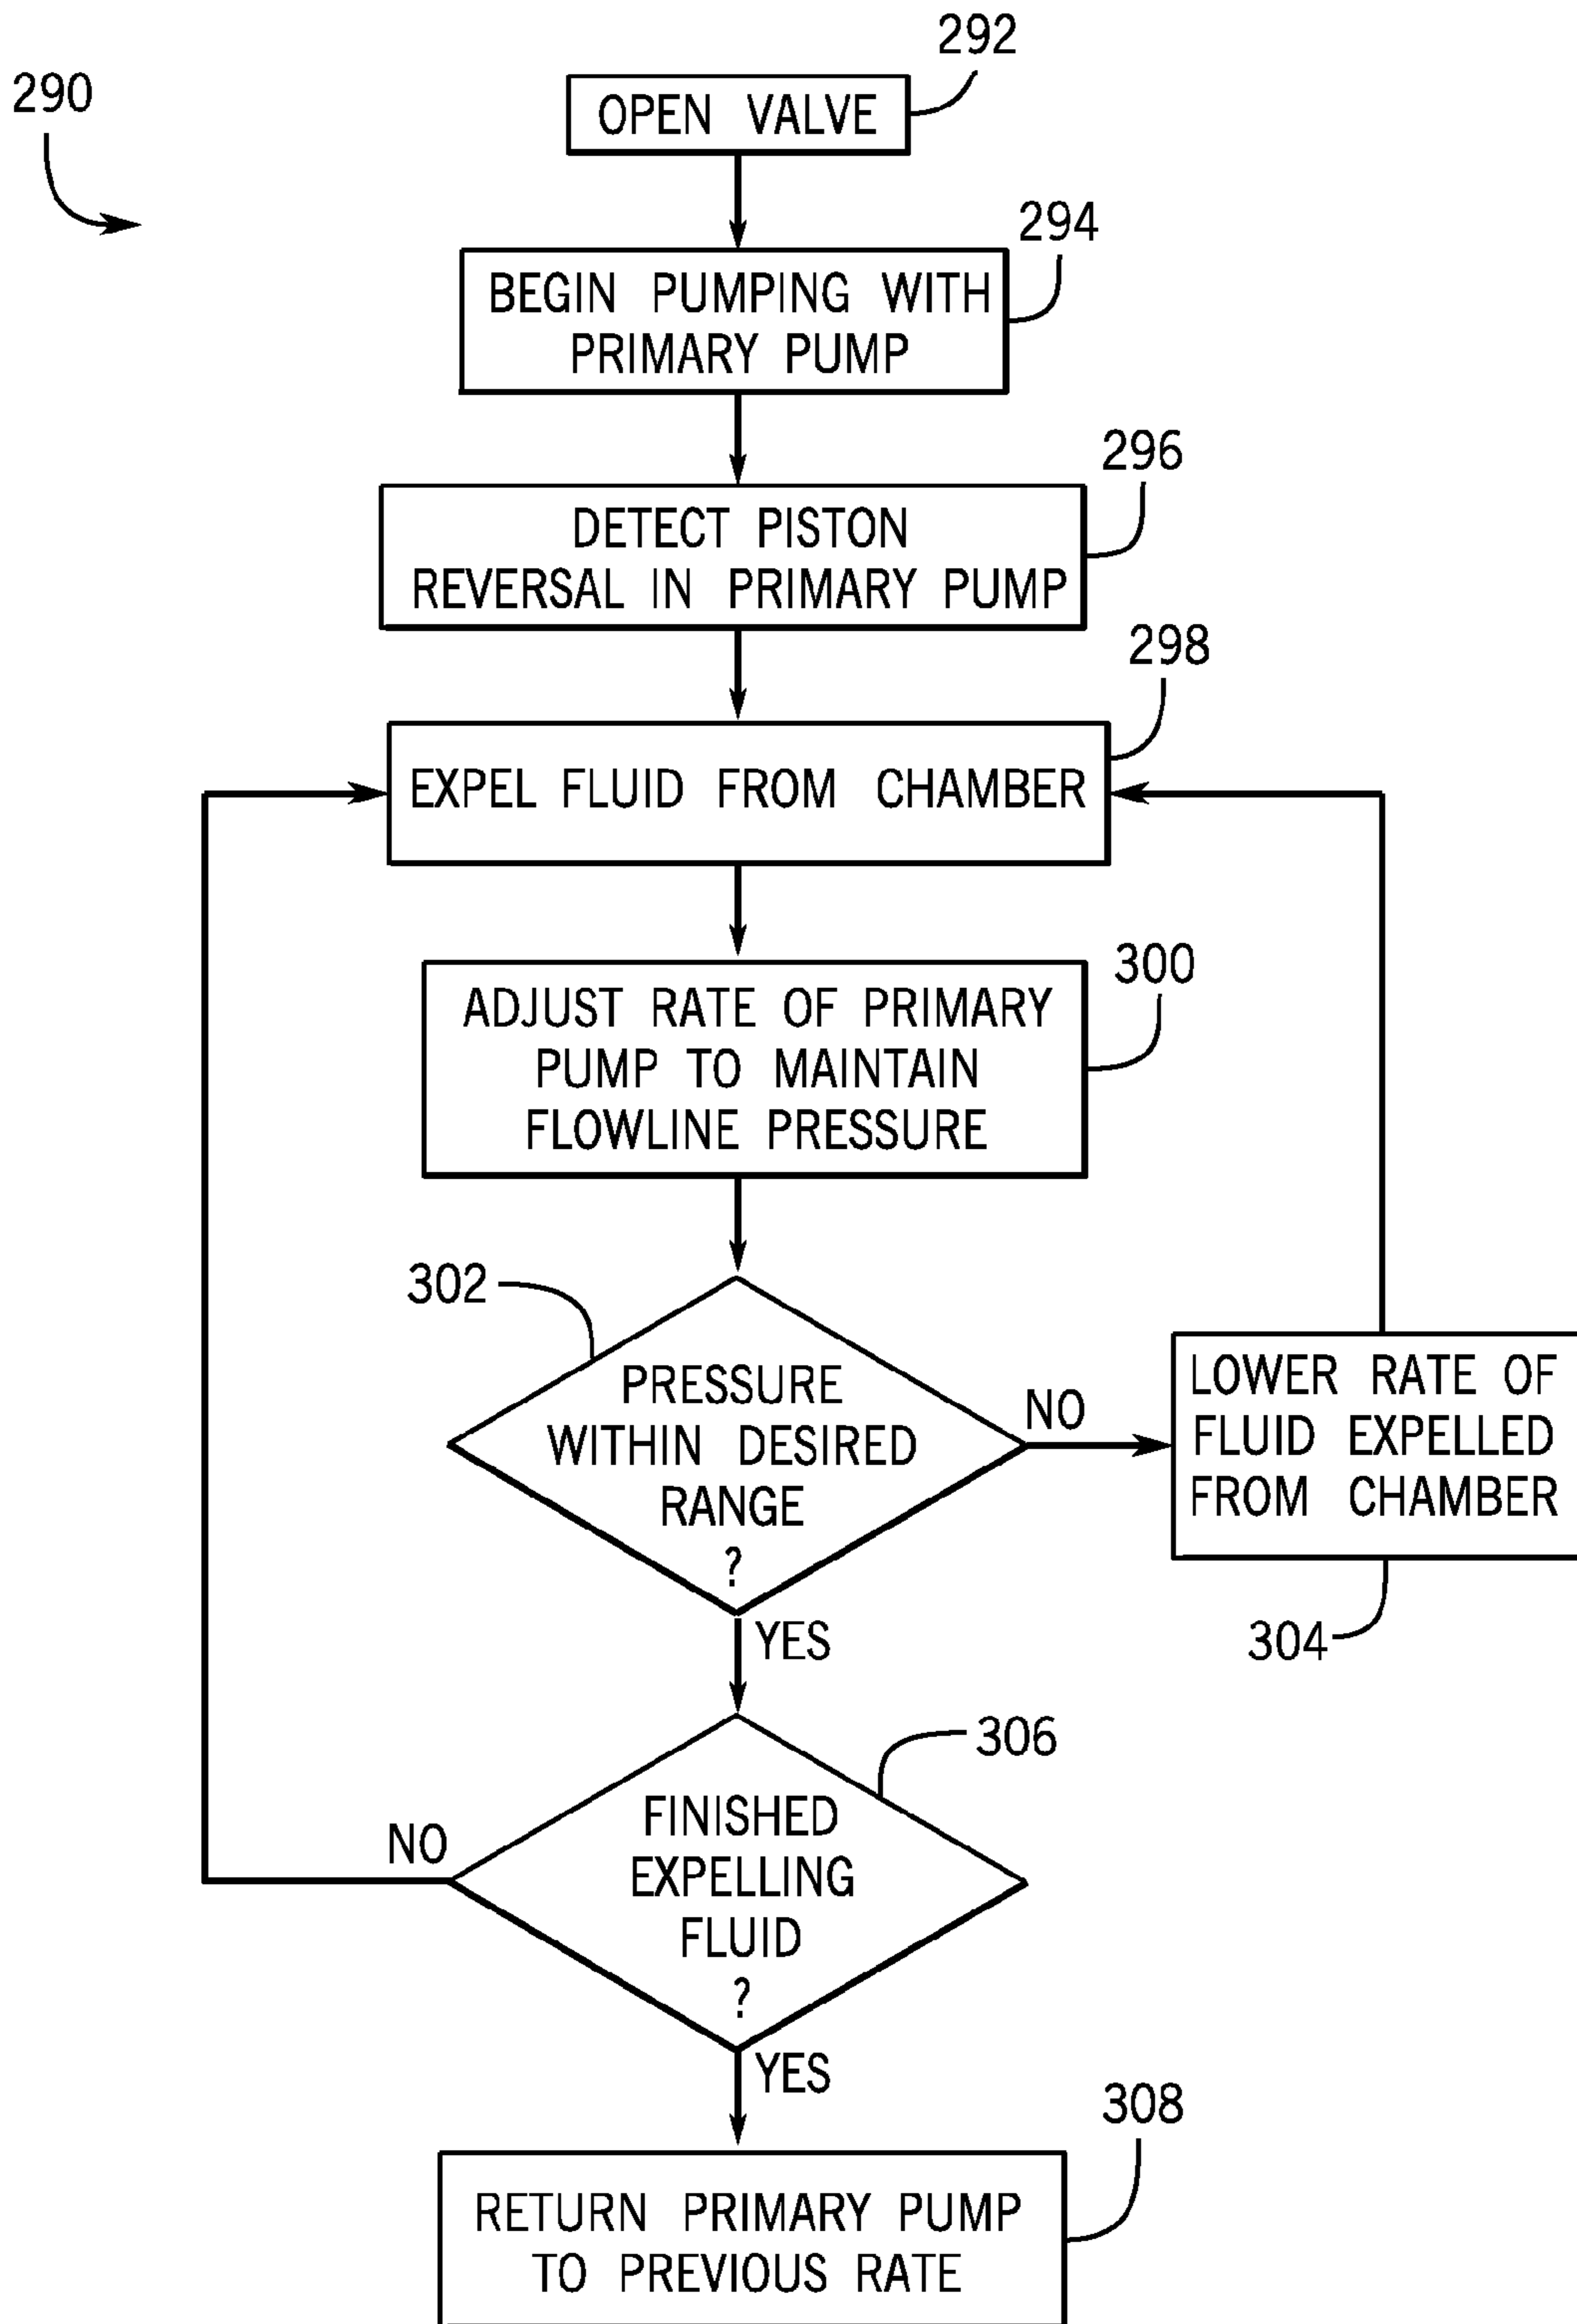 290
292
OPEN VALVE
294
BEGIN PUMPING WITH
PRIMARY PUMP
296
DETECT PISTON
REVERSAL IN PRIMARY PUMP
298
EXPEL FLUID FROM CHAMBER
300
ADJUST RATE OF PRIMARY
PUMP TO MAINTAIN
FLOWLINE PRESSURE
302
PRESSURE
WITHIN DESIRED
RANGE
?
NO
LOWER RATE OF
FLUID EXPELLED
FROM CHAMBER
304
YES
306
FINISHED
EXPELLING
FLUID
?
NO
YES
308
RETURN PRIMARY PUMP
TO PREVIOUS RATE